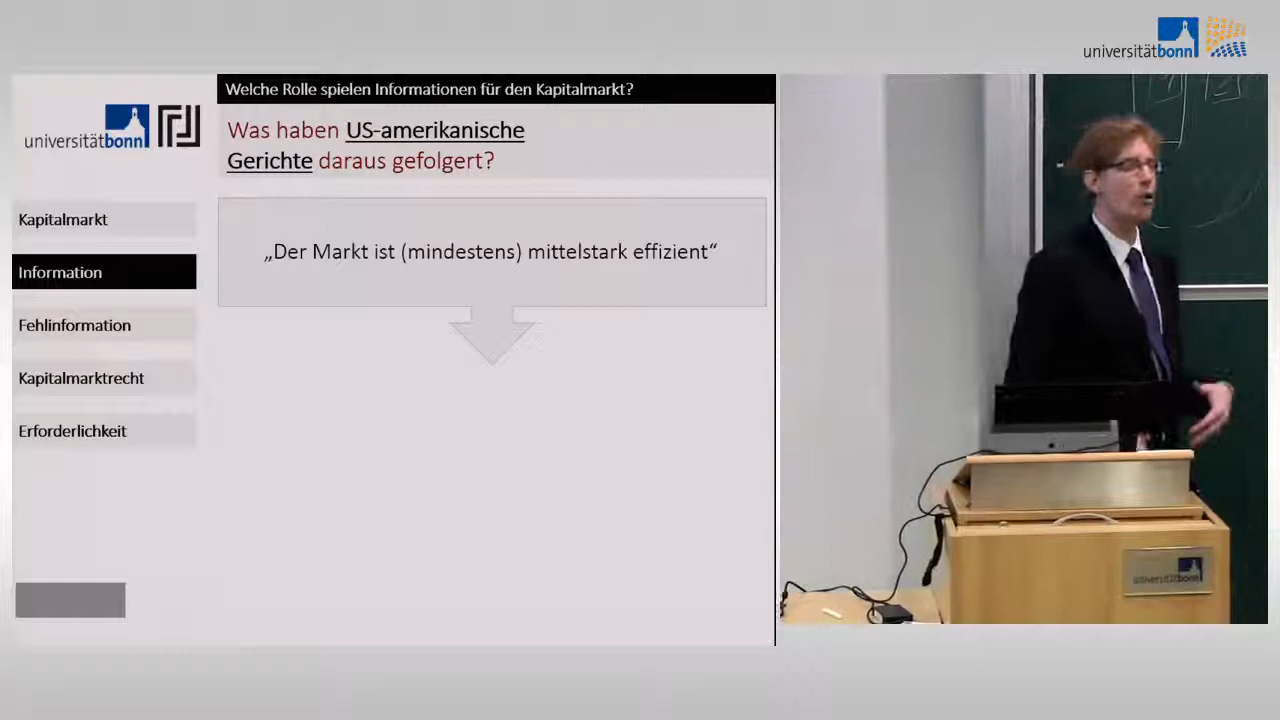 universitätbonn
universitätbonn
Welche Rolle spielen Informationen für den Kapitalmarkt?
Was haben US-amerikanische
Gerichte daraus gefolgert?
Kapitalmarkt
Information
Fehlinformation
Kapitalmarktrecht
Erforderlichkeit
„Der Markt ist (mindestens) mittelstark effizient“
universitätbonn